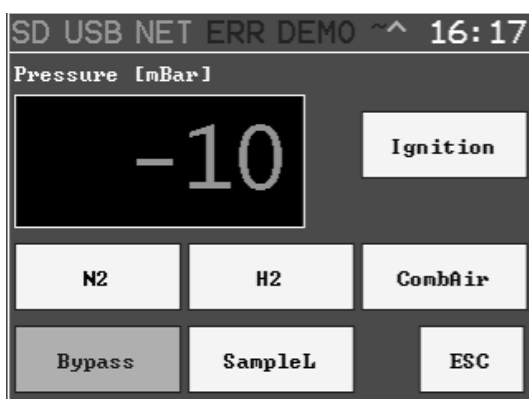 SD USB NET ERR DEMO ~^ 16:17
Pressure [mBar]
-10
Ignition
N2 H2 CombAir
Bypass SampleL ESC